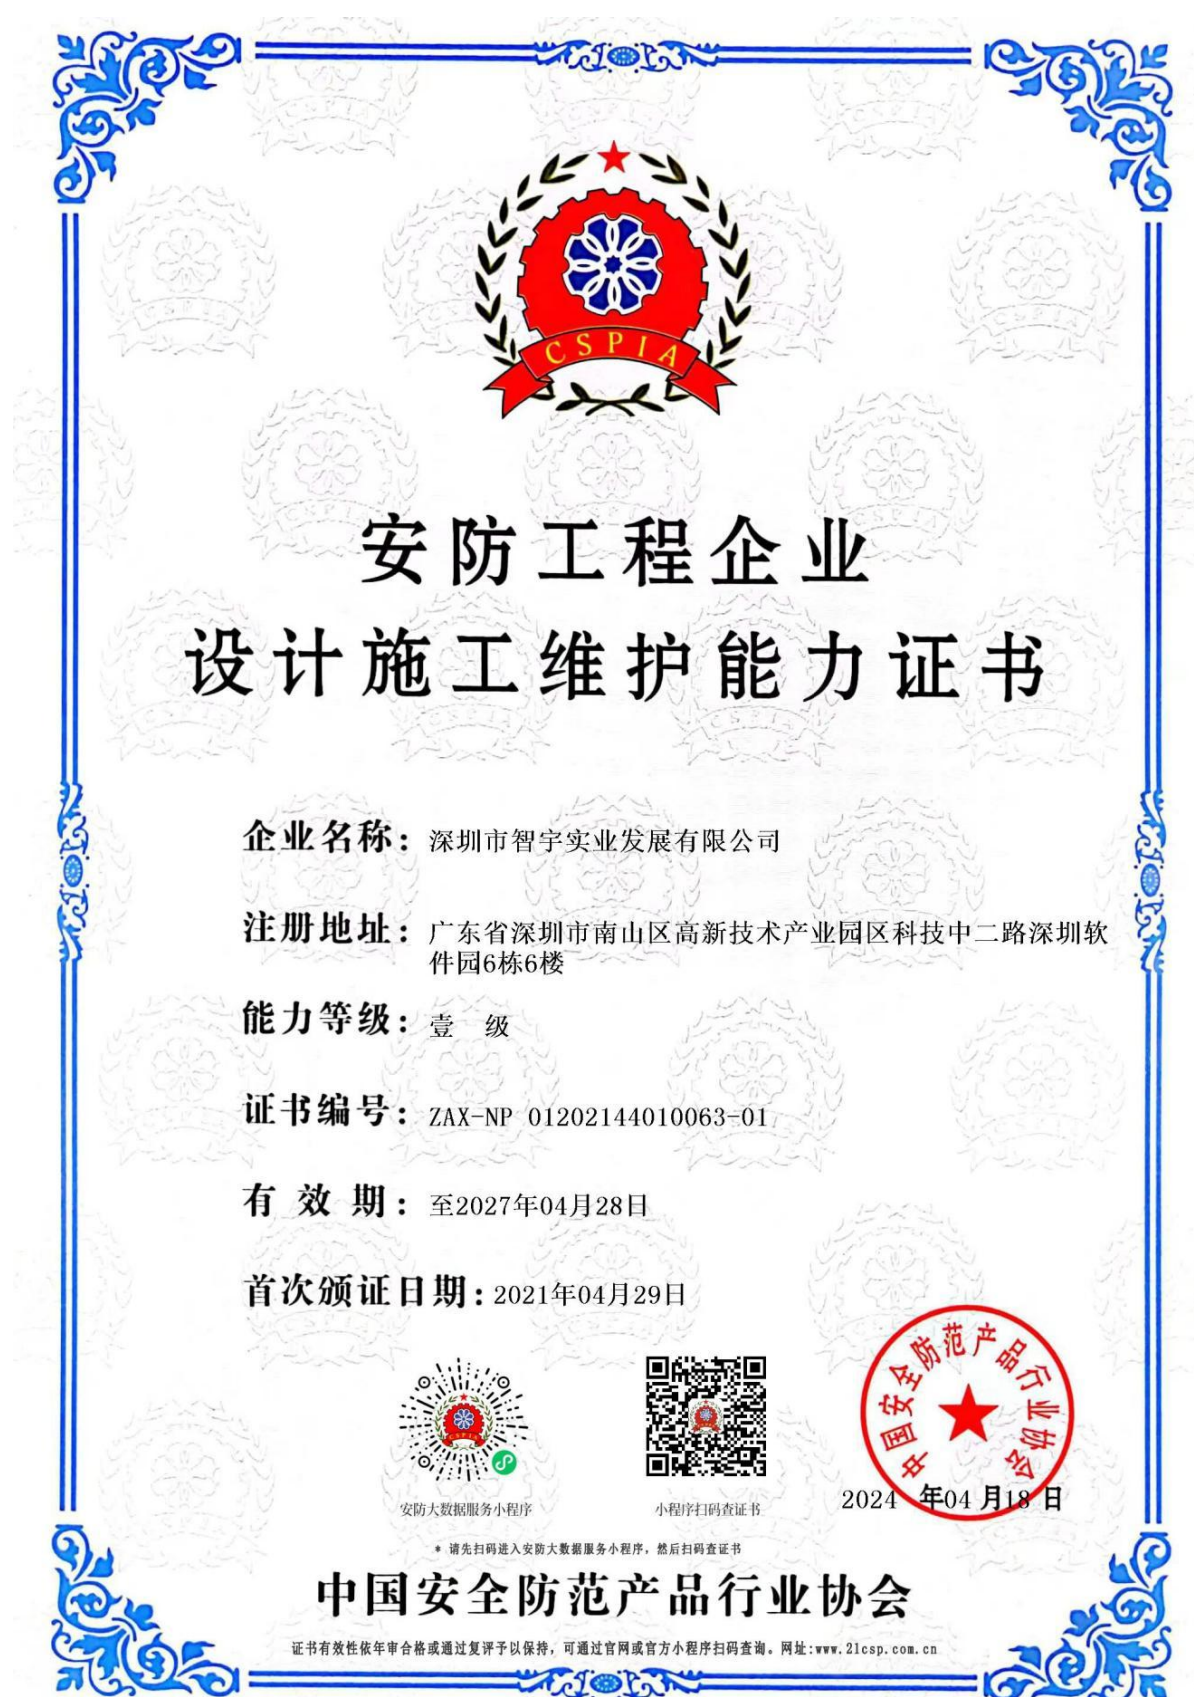 CSPIA
安防工程企业
设计施工维护能力证书
企业名称：深圳市智宇实业发展有限公司
注册地址：广东省深圳市南山区高新技术产业园区科技中二路深圳软
件园6栋6楼
能力等级：壹 级
证书编号：ZAX-NP 01202144010063-01
有 效 期：至2027年04月28日
首次颁证日期：2021年04月29日
中国安全防范产品行业协会
2024 年04月18日
安防大数据服务小程序
小程序扫码查证书
* 请先扫码进入安防大数据服务小程序，然后扫码查证书
中国安全防范产品行业协会
证书有效性依年审合格或通过复评予以保持，可通过官网或官方小程序扫码查询。网址:www.21csp.com.cn